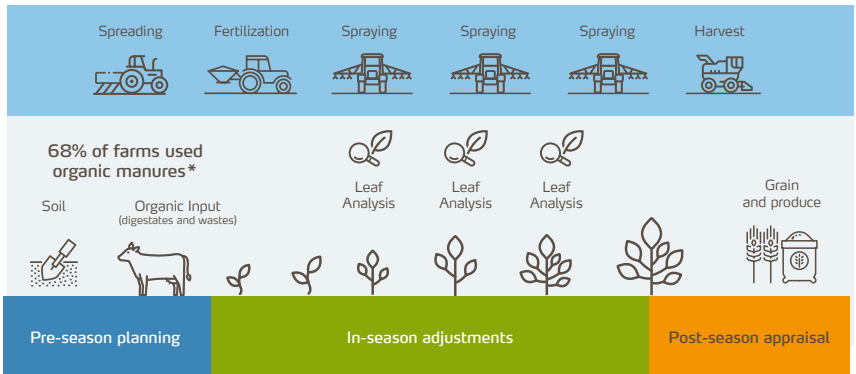 Spreading
Fertilization
Spraying
Spraying
Spraying
Harvest
68% of farms used
organic manures*
Soil
Organic Input
(digestates and wastes)
Leaf
Analysis
Leaf
Analysis
Leaf
Analysis
Grain
and produce
Pre-season planning
In-season adjustments
Post-season appraisal